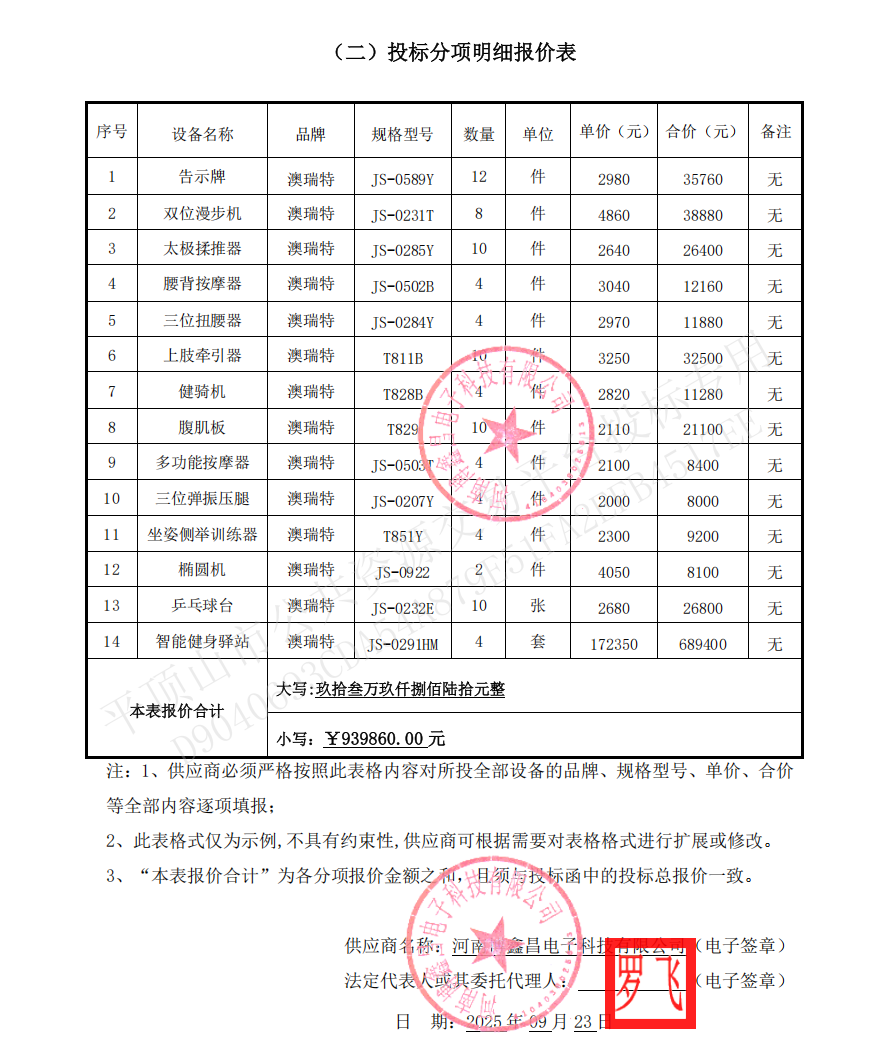 （二）投标分项明细报价表
序号 设备名称 品牌 规格型号 数量 单位 单价（元） 合价（元） 备注
1 告示牌 澳瑞特 JS-0589Y 12 件 2980 35760 无
2 双位漫步机 澳瑞特 JS-0231T 8 件 4860 38880 无
3 太极揉推器 澳瑞特 JS-0285Y 10 件 2640 26400 无
4 腰背按摩器 澳瑞特 JS-0502B 4 件 3040 12160 无
5 三位扭腰器 澳瑞特 JS-0284Y 4 件 2970 11880 无
6 上肢牵引器 澳瑞特 T811B 10 件 3250 32500 无
7 健骑机 澳瑞特 T828B 4 件 2820 11280 无
8 腹肌板 澳瑞特 T829 10 件 2110 21100 无
9 多功能按摩器 澳瑞特 JS-0503T 4 件 2100 8400 无
10 三位弹振压腿 澳瑞特 JS-0207Y 4 件 2000 8000 无
11 坐姿侧举训练器 澳瑞特 T851Y 4 件 2300 9200 无
12 椭圆机 澳瑞特 JS-0922 2 件 4050 8100 无
13 乒乓球台 澳瑞特 JS-0232E 10 张 2680 26800 无
14 智能健身驿站 澳瑞特 JS-0291HM 4 套 172350 689400 无
本表报价合计
大写:玖拾叁万玖仟捌佰陆拾元整
小写：￥939860.00 元
注：1、供应商必须严格按照此表格内容对所投全部设备的品牌、规格型号、单价、合价
等全部内容逐项填报；
2、此表格式仅为示例,不具有约束性,供应商可根据需要对表格格式进行扩展或修改。
3、“本表报价合计”为各分项报价金额之和，且须与投标函中的投标总报价一致。
供应商名称：河南 鑫昌电子科技有限公司（电子签章）
法定代表人或其委托代理人： （电子签章）
罗飞
日 期：2025 年 09 月 23 日